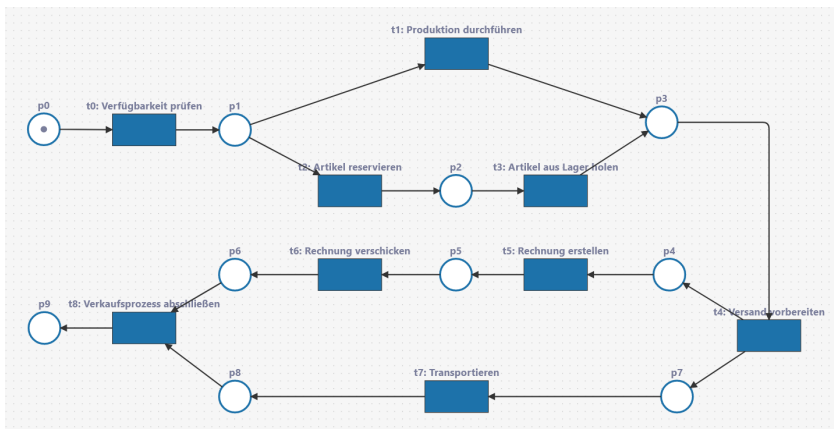 t1: Produktion durchführen
p0
t0: Verfügbarkeit prüfen
p1
p3
t2: Artikel reservieren
p2
t3: Artikel aus Lager holen
p6
t6: Rechnung verschicken
p5
t5: Rechnung erstellen
p4
p9
t8: Verkaufsprozess abschließen
t4: Versand vorbereiten
p8
t7: Transportieren
p7